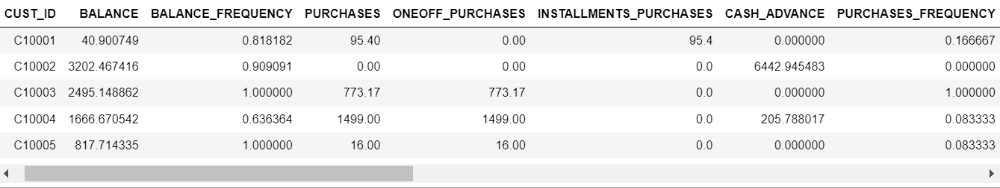 CUST_ID BALANCE BALANCE_FREQUENCY PURCHASES ONEOFF_PURCHASES INSTALLMENTS_PURCHASES CASH_ADVANCE PURCHASES_FREQUENCY
C10001 40.900749 0.818182 95.40 0.00 95.4 0.000000 0.166667
C10002 3202.467416 0.909091 0.00 0.00 0.0 6442.945483 0.000000
C10003 2495.148862 1.000000 773.17 773.17 0.0 0.000000 1.000000
C10004 1666.670542 0.636364 1499.00 1499.00 0.0 205.788017 0.083333
C10005 817.714335 1.000000 16.00 16.00 0.0 0.000000 0.083333